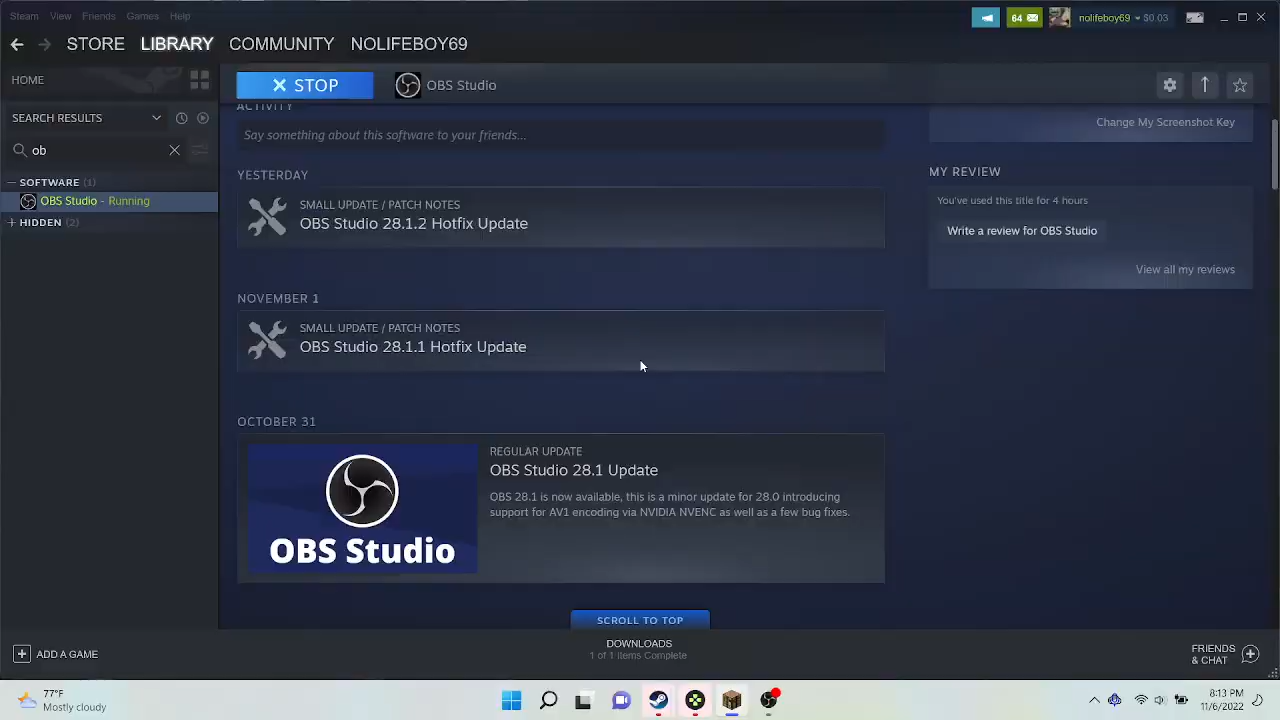 Steam View Friends Games Help
64 nolifeboy69 $0.03
STORE LIBRARY COMMUNITY NOLIFEBOY69
HOME
STOP OBS Studio
SEARCH RESULTS
ob
SOFTWARE (1)
OBS Studio - Running
HIDDEN (2)
ACTIVITY
Say something about this software to your friends...
YESTERDAY
SMALL UPDATE / PATCH NOTES
OBS Studio 28.1.2 Hotfix Update
NOVEMBER 1
SMALL UPDATE / PATCH NOTES
OBS Studio 28.1.1 Hotfix Update
OCTOBER 31
OBS Studio
REGULAR UPDATE
OBS Studio 28.1 Update
OBS 28.1 is now available, this is a minor update for 28.0 introducing
support for AV1 encoding via NVIDIA NVENC as well as a few bug fixes.
SCROLL TO TOP
Change My Screenshot Key
MY REVIEW
You've used this title for 4 hours
Write a review for OBS Studio
View all my reviews
ADD A GAME
DOWNLOADS
1 of 1 Items Complete
FRIENDS
& CHAT
77°F
Mostly cloudy
8:13 PM
11/6/2022